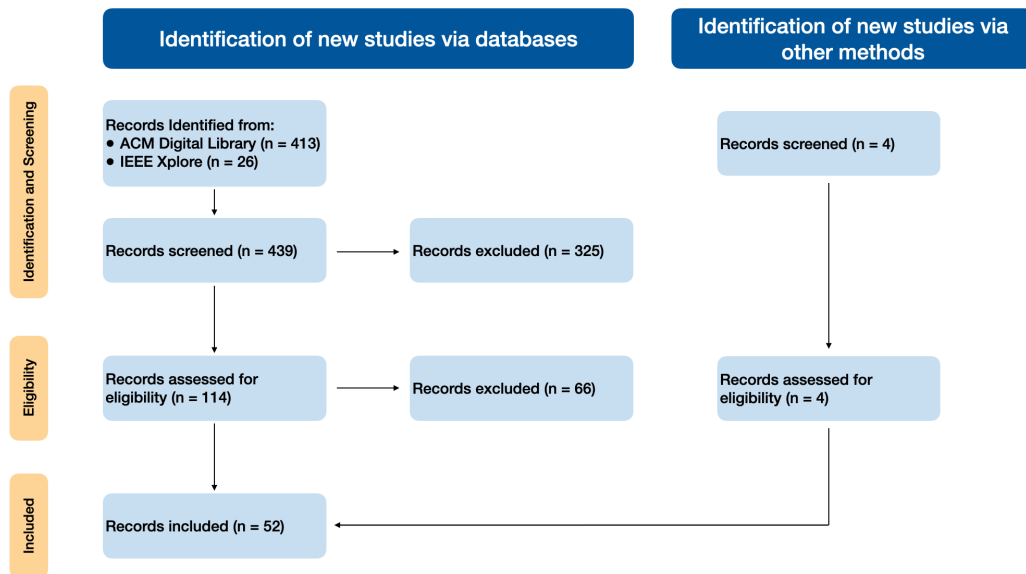 Identification of new studies via databases
Identification of new studies via
other methods
Identification and Screening
Records Identified from:
● ACM Digital Library (n = 413)
● IEEE Xplore (n = 26)
Records screened (n = 4)
Records screened (n = 439)
Records excluded (n = 325)
Eligibility
Records assessed for
eligibility (n = 114)
Records excluded (n = 66)
Records assessed for
eligibility (n = 4)
Included
Records included (n = 52)